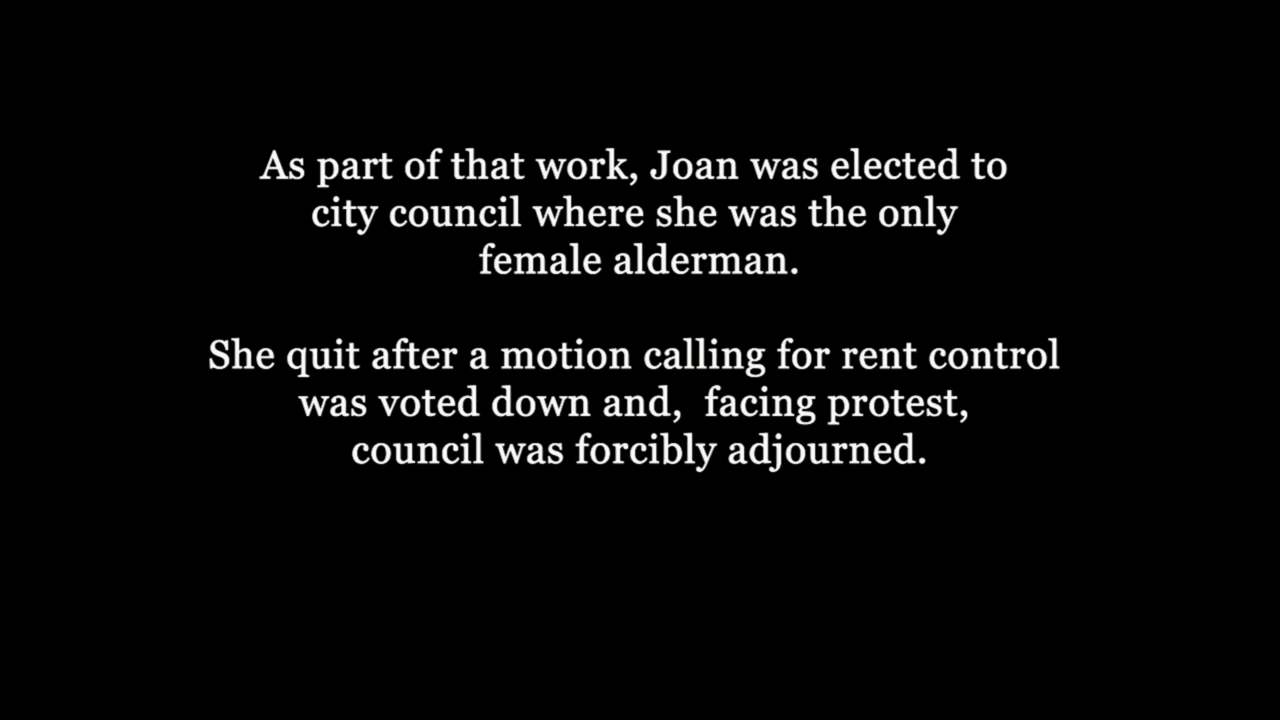 As part of that work, Joan was elected to
city council where she was the only
female alderman.
She quit after a motion calling for rent control
was voted down and,  facing protest,
council was forcibly adjourned.